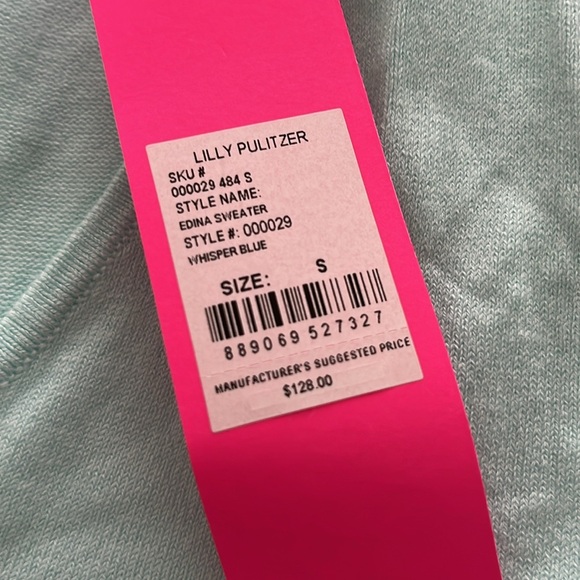 LILLY PULITZER
SKU #
000029 484 S
STYLE NAME:
EDINA SWEATER
STYLE #: 000029
WHISPER BLUE
SIZE: S
889069 527327
MANUFACTURER'S SUGGESTED PRICE
$128.00